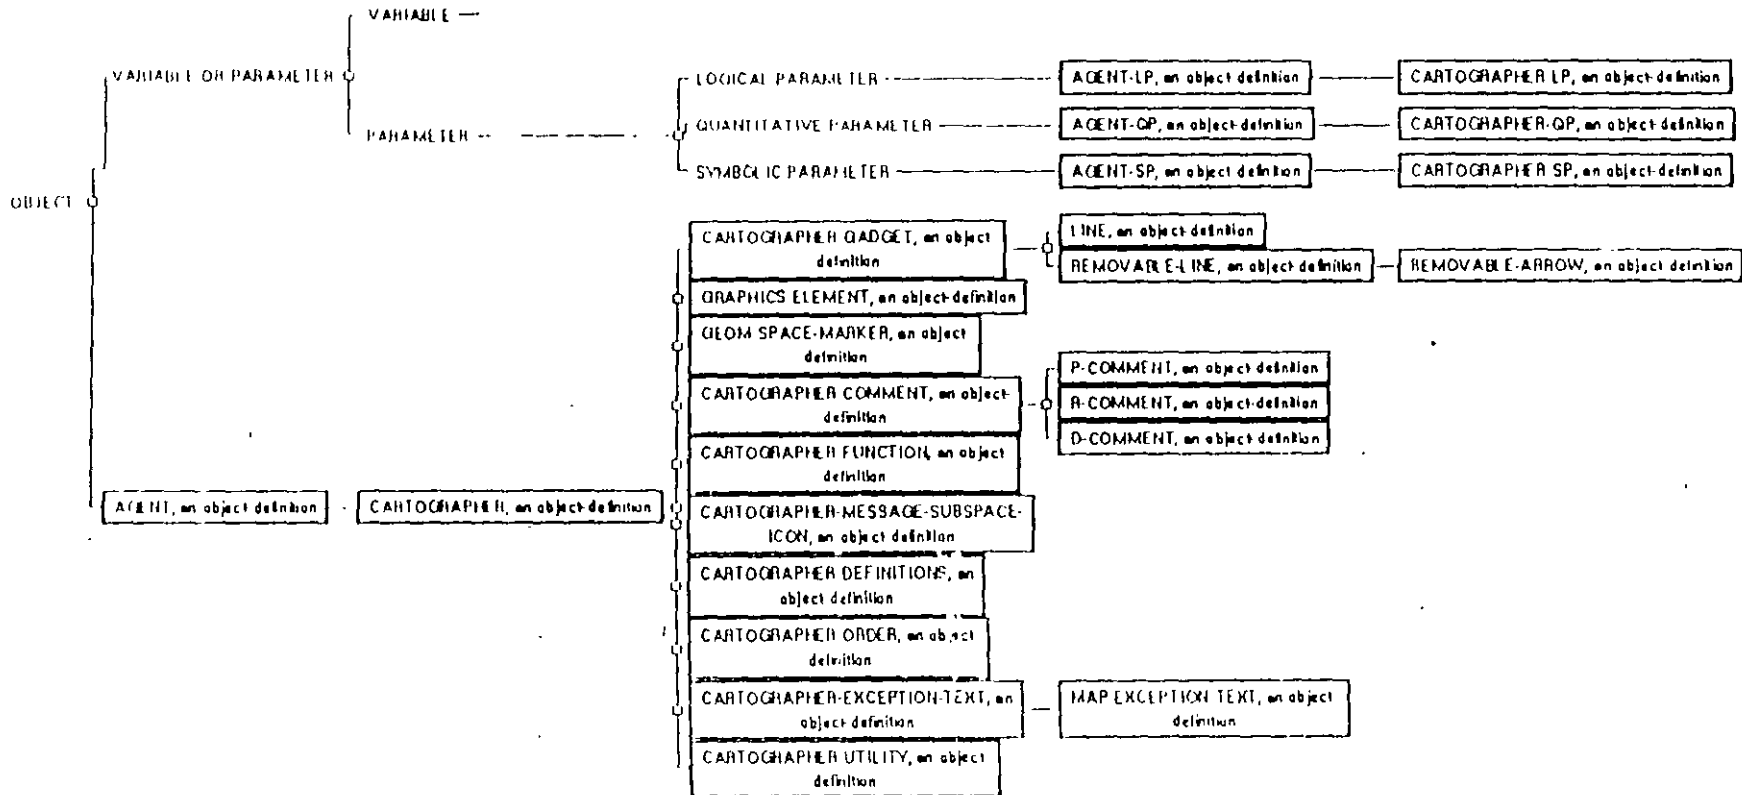 VARIABLE
VARIABLE OR PARAMETER
PARAMETER
OBJECT
LOGICAL PARAMETER
AGENT-LP, an object definition
CARTOGRAPHER LP, an object-definition
QUANTITATIVE PARAMETER
AGENT-QP, an object-definition
CARTOGRAPHER-QP, an object-definition
SYMBOLIC PARAMETER
AGENT-SP, an object definition
CARTOGRAPHER SP, an object-definition
CARTOGRAPHER GADGET, an object
definition
LINE, an object definition
REMOVABLE-LINE, an object definition
REMOVABLE-ARROW, an object definition
GRAPHICS ELEMENT, an object-definition
GEOM SPACE-MARKER, an object
definition
CARTOGRAPHER COMMENT, an object-
definition
P-COMMENT, an object definition
R-COMMENT, an object-definition
D-COMMENT, an object definition
CARTOGRAPHER FUNCTION, an object
definition
AGENT, an object definition
CARTOGRAPHER, an object definition
CARTOGRAPHER-MESSAGE-SUBSPACE-
ICON, an object definition
CARTOGRAPHER DEFINITIONS, an
object definition
CARTOGRAPHER ORDER, an object
definition
CARTOGRAPHER-EXCEPTION-TEXT, an
object definition
MAP EXCEPTION TEXT, an object
definition
CARTOGRAPHER UTILITY, an object
definition